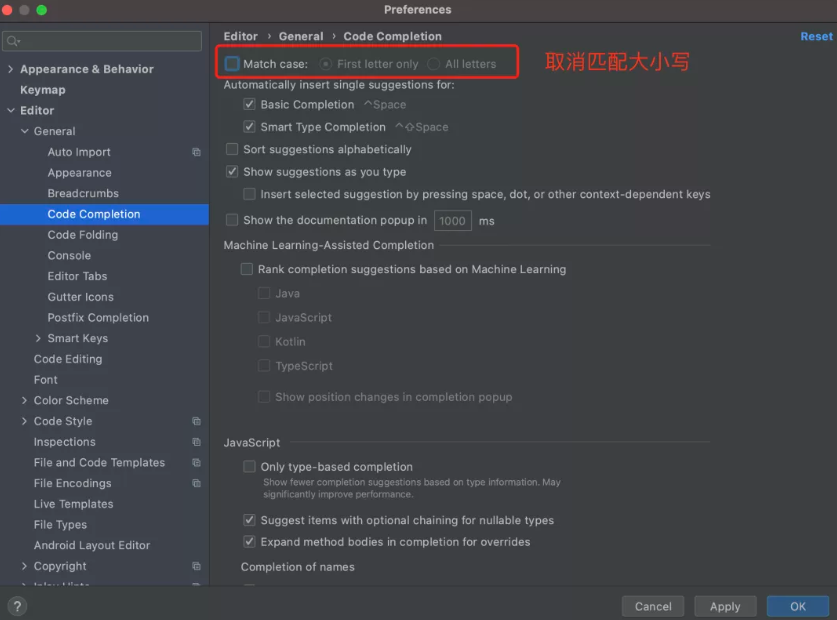 Preferences
Editor › General › Code Completion
Reset
Match case: First letter only All letters
取消匹配大小写
Automatically insert single suggestions for:
Basic Completion ^Space
Smart Type Completion ^⇧Space
Sort suggestions alphabetically
Show suggestions as you type
Insert selected suggestion by pressing space, dot, or other context-dependent keys
Show the documentation popup in 1000 ms
Machine Learning-Assisted Completion
Rank completion suggestions based on Machine Learning
Java
JavaScript
Kotlin
TypeScript
Show position changes in completion popup
JavaScript
Only type-based completion
Show fewer completion suggestions based on type information. May
significantly improve performance.
Suggest items with optional chaining for nullable types
Expand method bodies in completion for overrides
Completion of names
Appearance & Behavior
Keymap
Editor
General
Auto Import
Appearance
Breadcrumbs
Code Completion
Code Folding
Console
Editor Tabs
Gutter Icons
Postfix Completion
Smart Keys
Code Editing
Font
Color Scheme
Code Style
Inspections
File and Code Templates
File Encodings
Live Templates
File Types
Android Layout Editor
Copyright
Inlay Hints
?
Cancel
Apply
OK